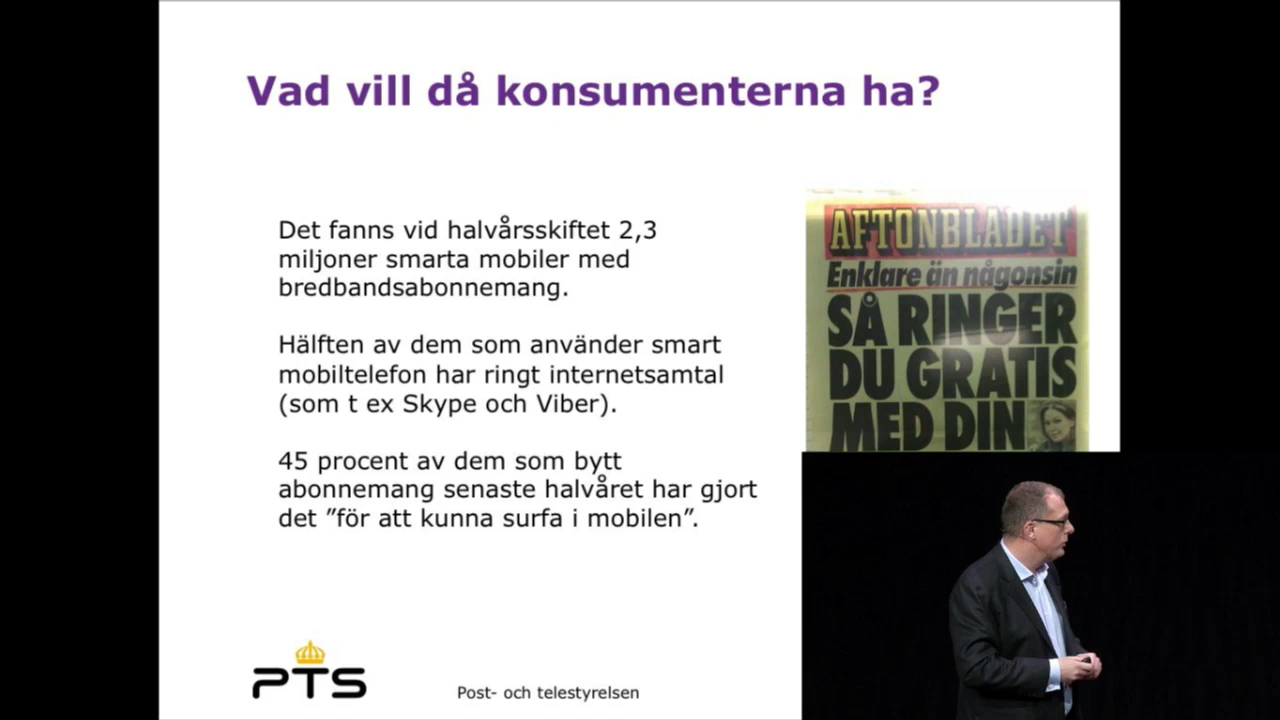 Vad vill då konsumenterna ha?
Det fanns vid halvårsskiftet 2,3
miljoner smarta mobiler med
bredbandsabonnemang.
Hälften av dem som använder smart
mobiltelefon har ringt internetsamtal
(som t ex Skype och Viber).
45 procent av dem som bytt
abonnemang senaste halvåret har gjort
det ”för att kunna surfa i mobilen”.
AFTONBLADET
Enklare än någonsin
SÅ RINGER
DU GRATIS
MED DIN
PTS
Post- och telestyrelsen